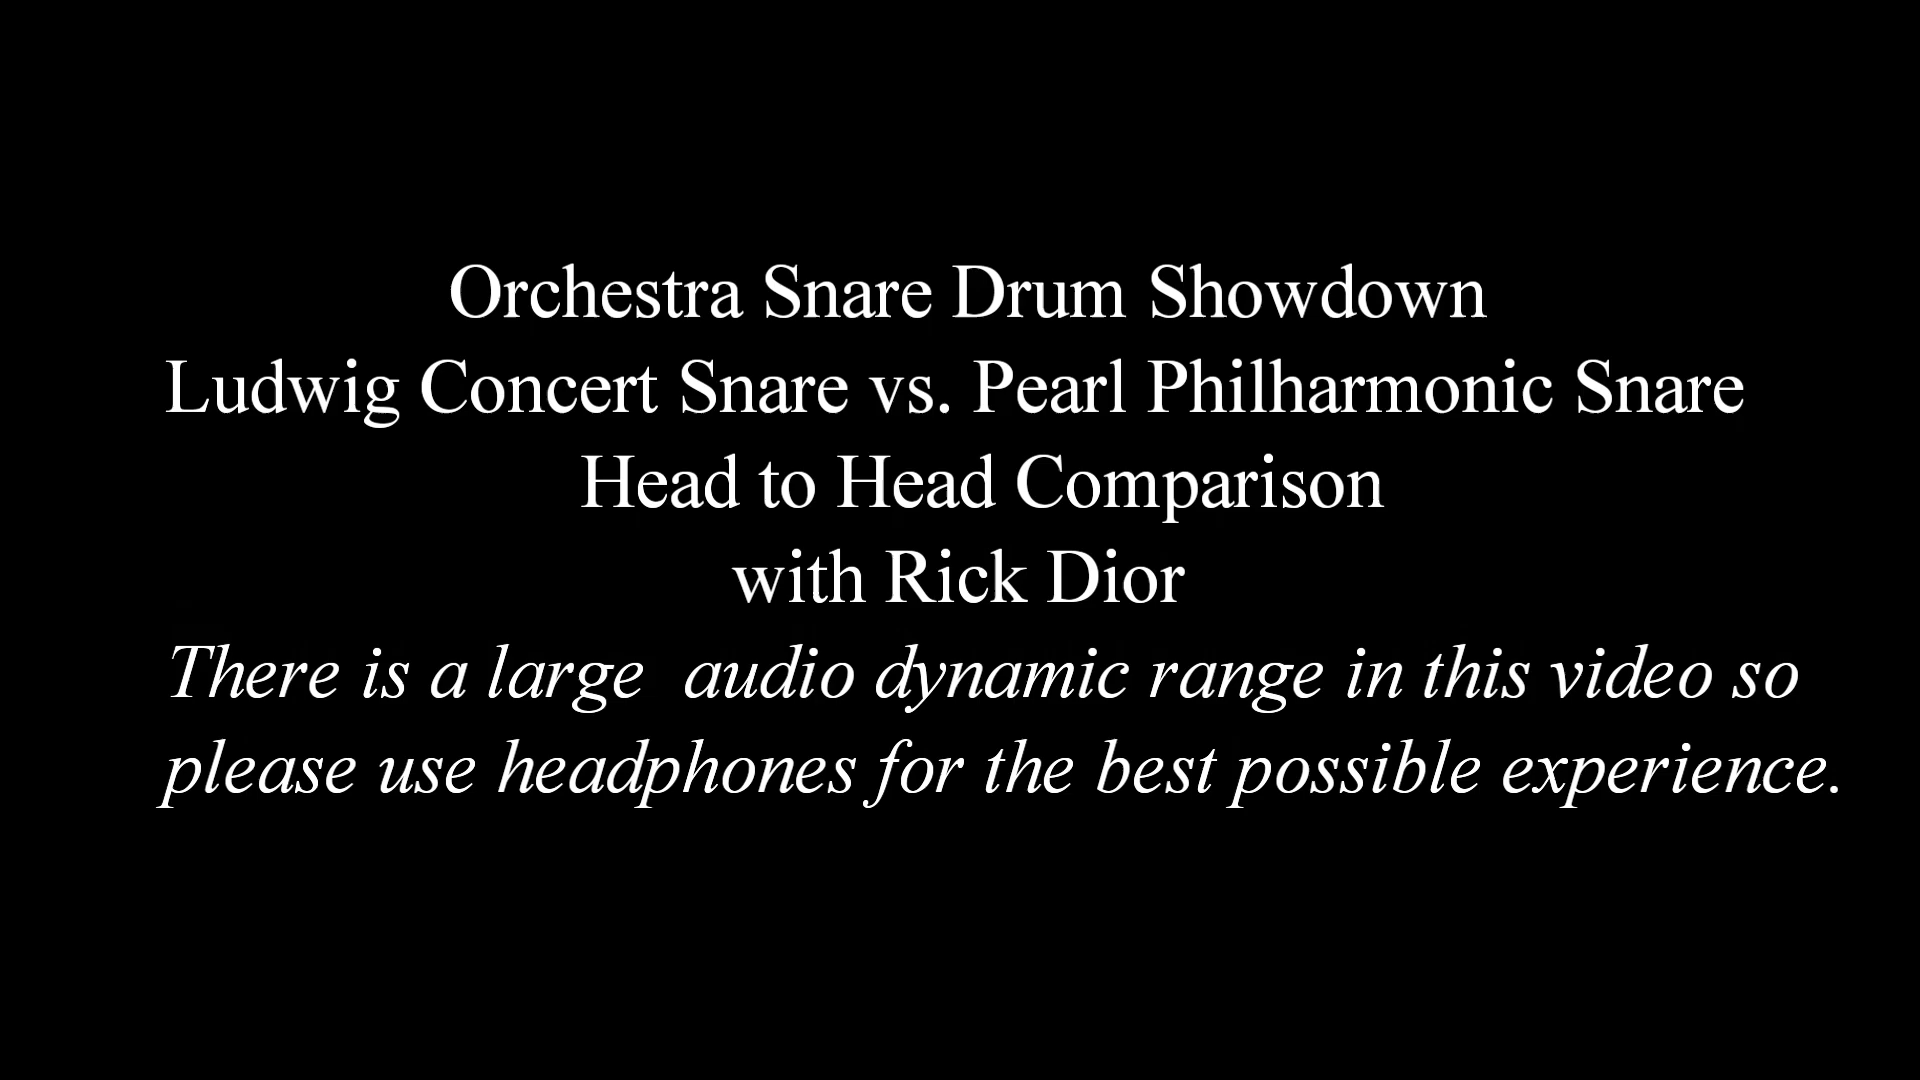 Orchestra Snare Drum Showdown
Ludwig Concert Snare vs. Pearl Philharmonic Snare
Head to Head Comparison
with Rick Dior
There is a large  audio dynamic range in this video so
please use headphones for the best possible experience.